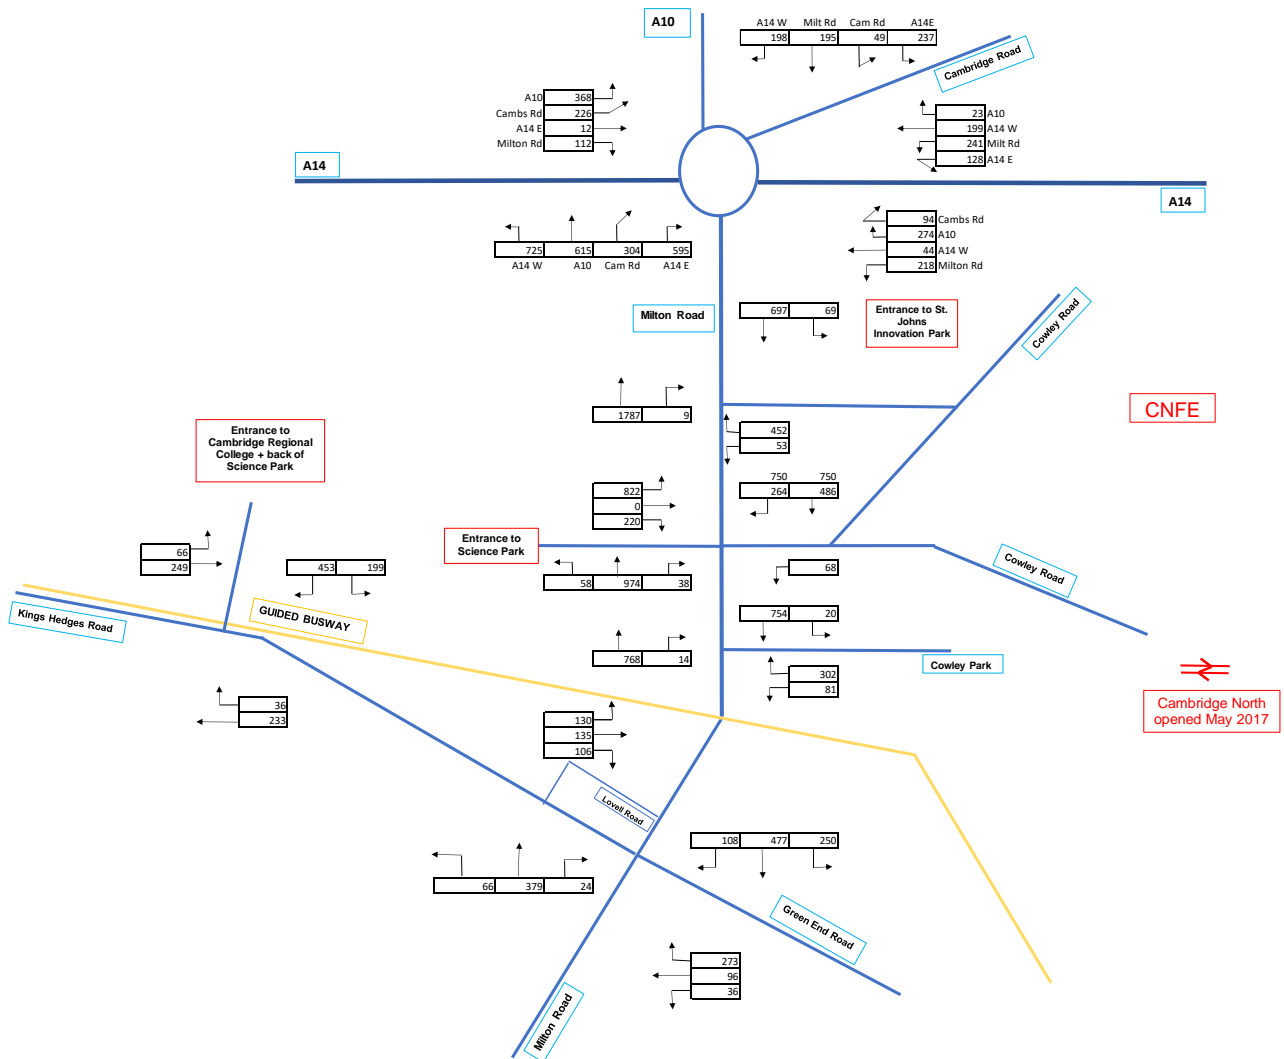 A10
A14 W Milt Rd Cam Rd A14E
198 195 49 237
Cambridge Road
A10 368
Cambs Rd 226
A14 E 12
Milton Rd 112
23 A10
199 A14 W
241 Milt Rd
128 A14 E
A14
A14
725 615 304 595
A14 W A10 Cam Rd A14 E
94 Cambs Rd
274 A10
44 A14 W
218 Milton Rd
Milton Road
697 69
Entrance to St.
Johns
Innovation Park
Cowley Road
1787 9
CNFE
Entrance to
Cambridge Regional
College + back of
Science Park
452
53
750 750
264 486
822
0
220
Entrance to
Science Park
66
249
453 199
58 974 38
68
Cowley Road
Kings Hedges Road
GUIDED BUSWAY
754 20
768 14
Cowley Park
302
81
36
233
Cambridge North
opened May 2017
130
135
106
Lovell Road
108 477 250
66 379 24
Green End Road
273
96
36
Milton Road